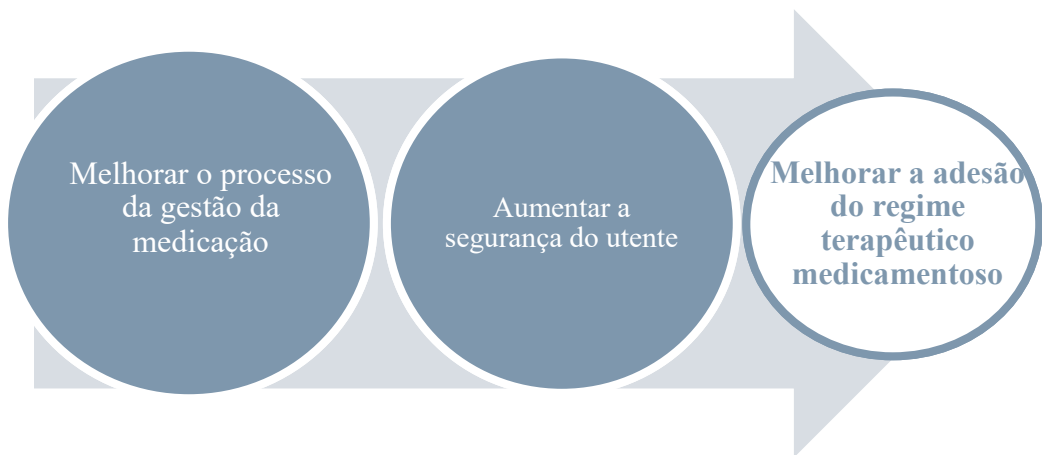 Melhorar o processo
da gestão da
medicação
Aumentar a
segurança do utente
Melhorar a adesão
do regime
terapêutico
medicamentoso